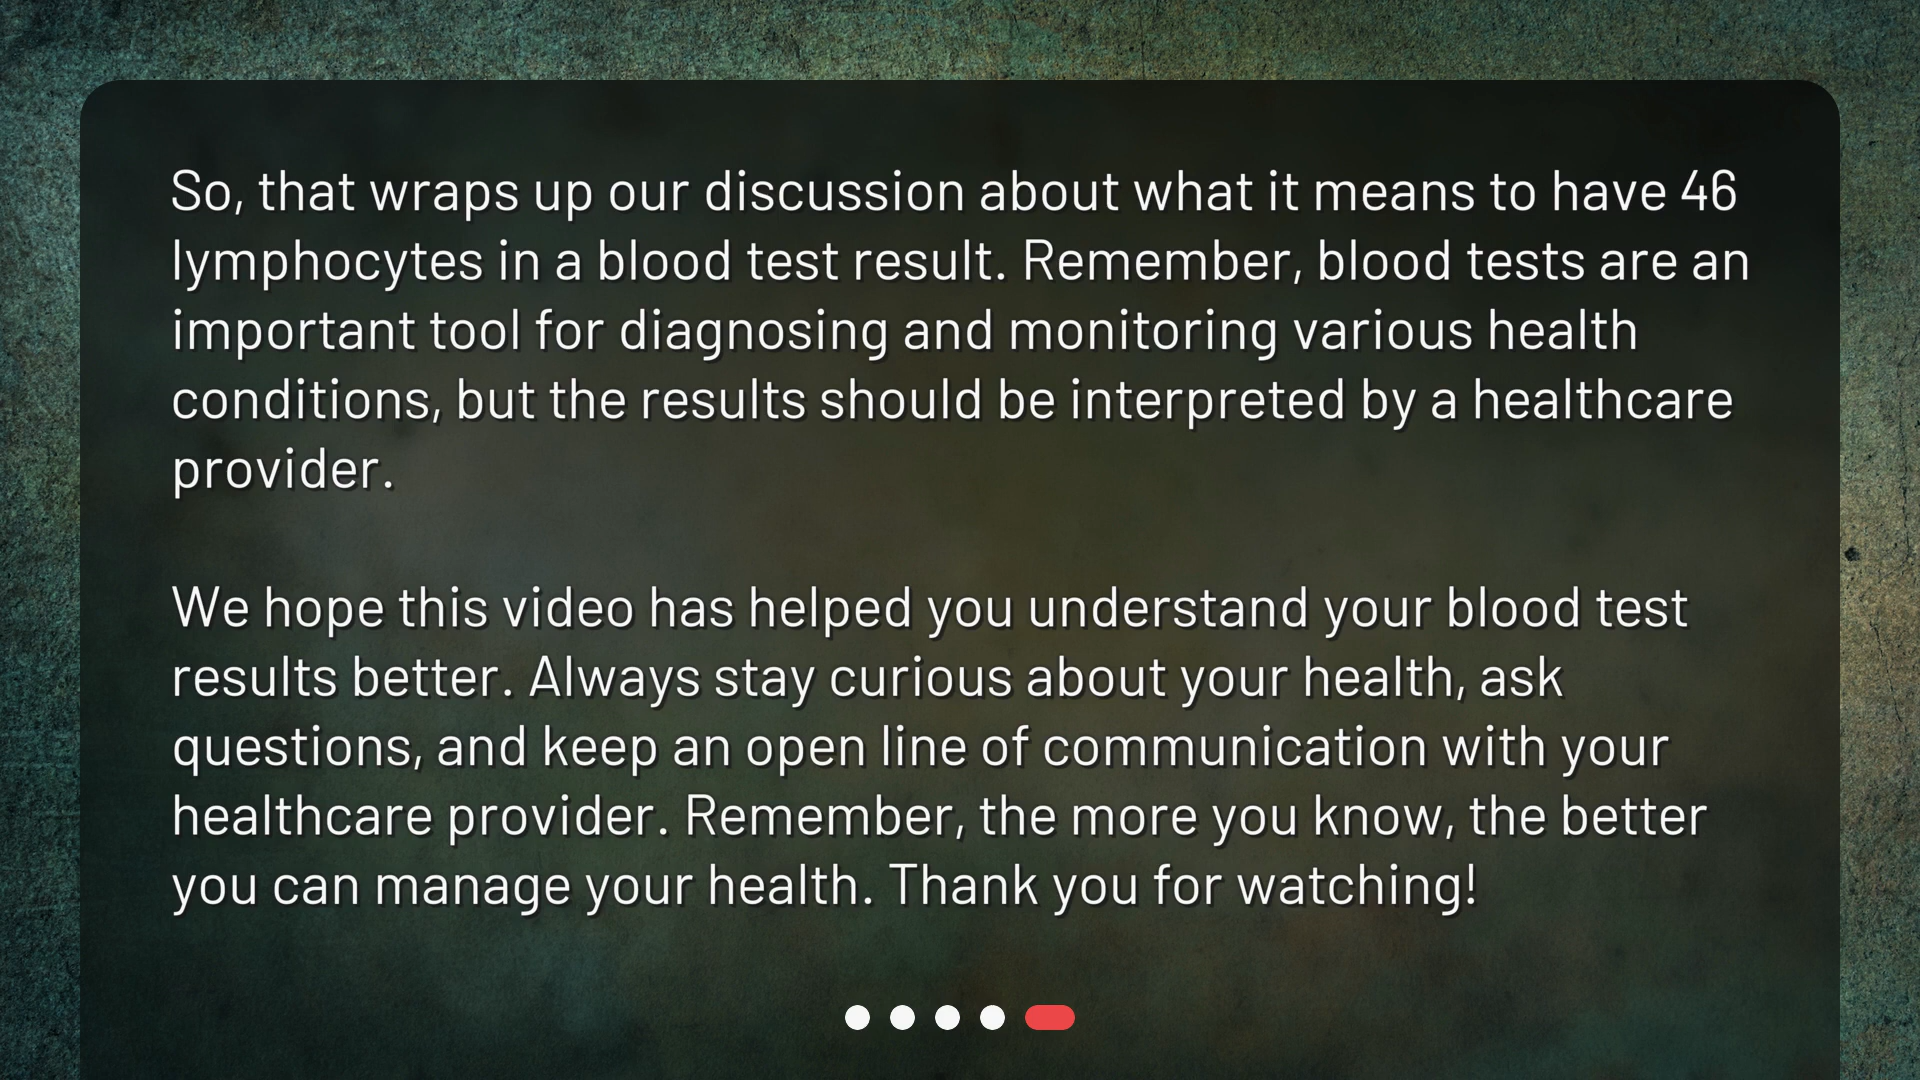 So, that wraps up our discussion about what it means to have 46
lymphocytes in a blood test result. Remember, blood tests are an
important tool for diagnosing and monitoring various health
conditions, but the results should be interpreted by a healthcare
provider.
We hope this video has helped you understand your blood test
results better. Always stay curious about your health, ask
questions, and keep an open line of communication with your
healthcare provider. Remember, the more you know, the better
you can manage your health. Thank you for watching!